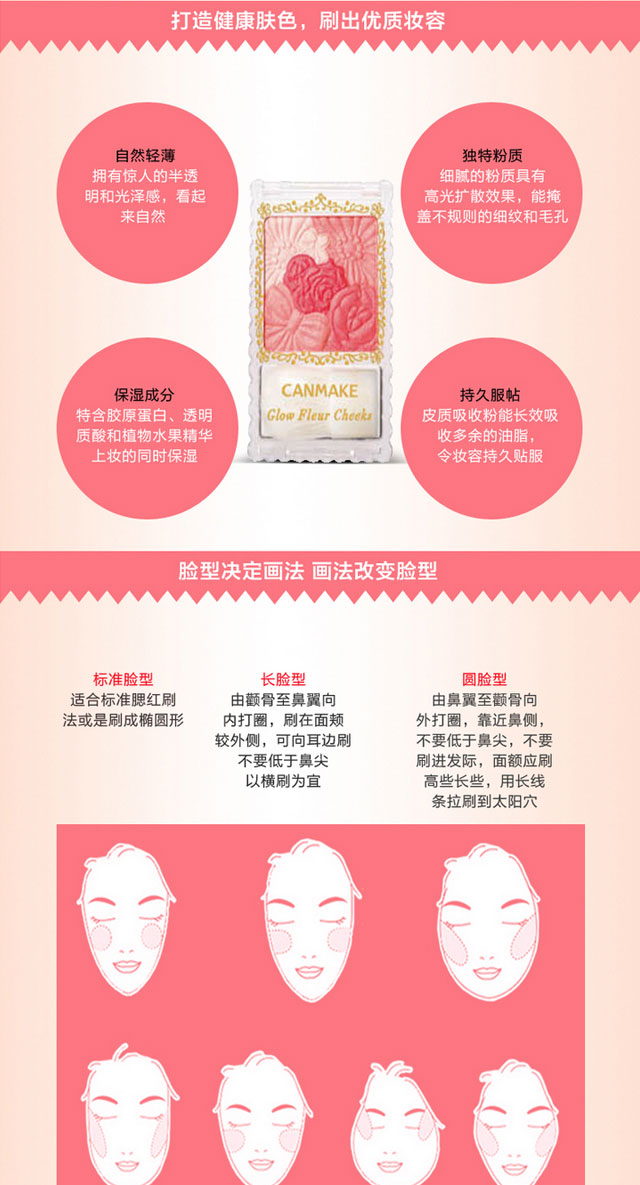 打造健康肤色，刷出优质妆容
自然轻薄
拥有惊人的半透
明和光泽感，看起
来自然
独特粉质
细腻的粉质具有
高光扩散效果，能掩
盖不规则的细纹和毛孔
CANMAKE
Glow Fleur Cheeks
保湿成分
特含胶原蛋白、透明
质酸和植物水果精华
上妆的同时保湿
持久服帖
皮质吸收粉能长效吸
收多余的油脂，
令妆容持久贴服
脸型决定画法 画法改变脸型
标准脸型
适合标准腮红刷
法或是刷成椭圆形
长脸型
由颧骨至鼻翼向
内打圈，刷在面颊
较外侧，可向耳边刷
不要低于鼻尖
以横刷为宜
圆脸型
由鼻翼至颧骨向
外打圈，靠近鼻侧，
不要低于鼻尖，不要
刷进发际，面额应刷
高些长些，用长线
条拉刷到太阳穴